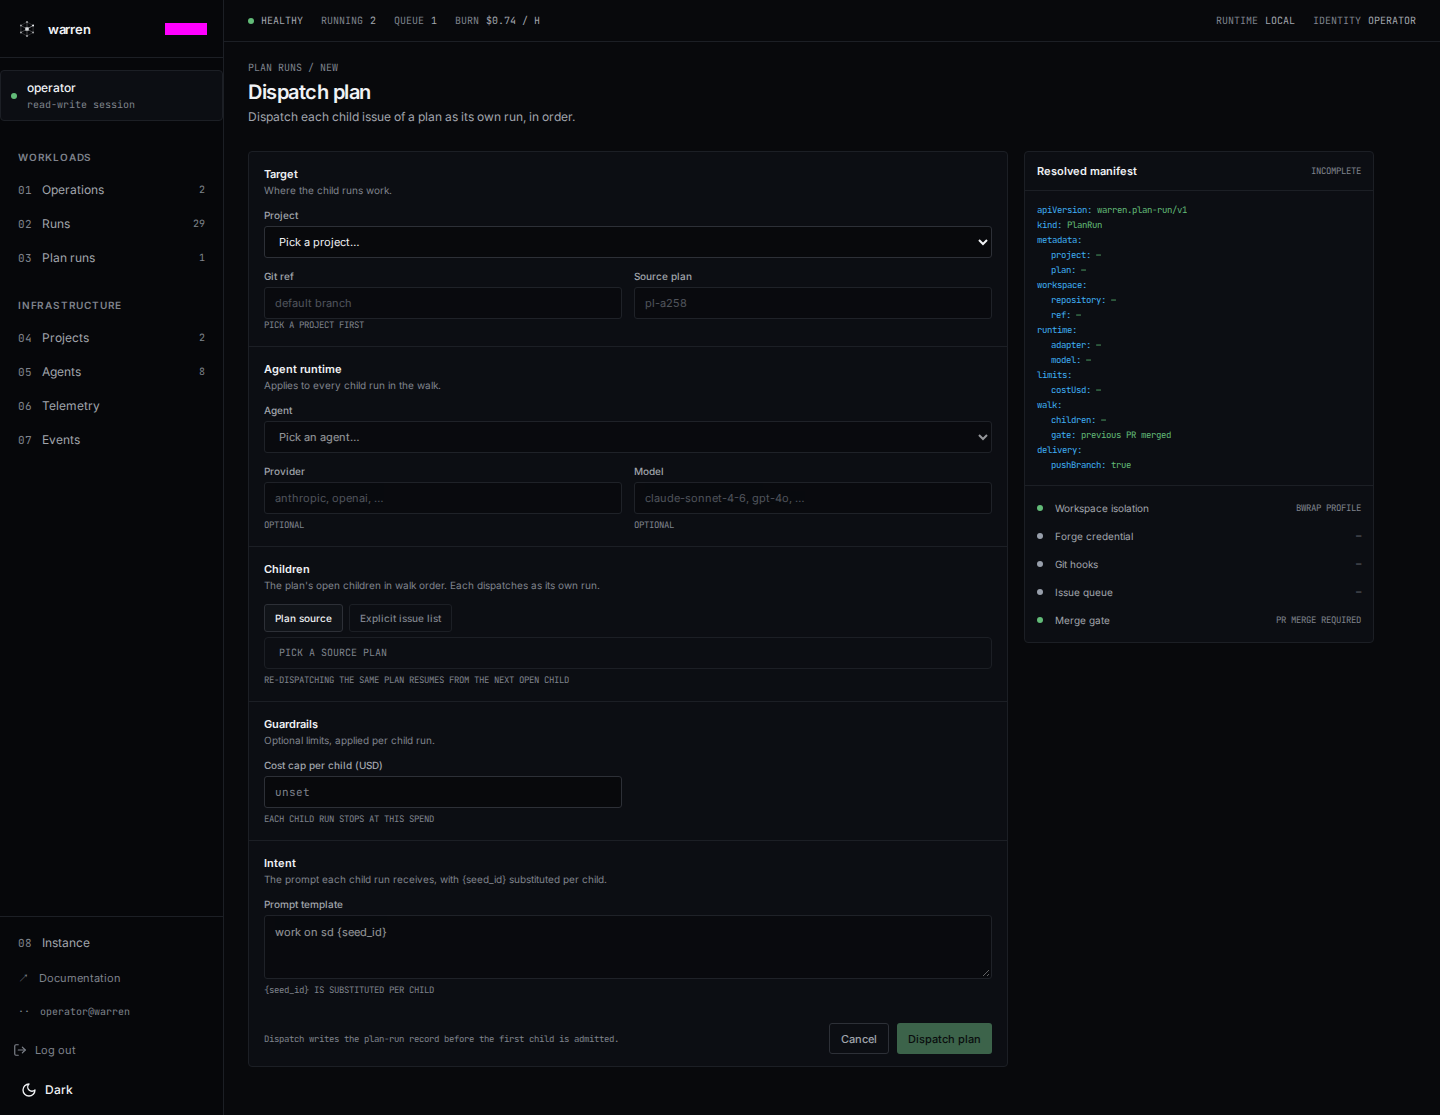 warren
operator
read-write session
WORKLOADS
01 Operations 2
02 Runs 29
03 Plan runs 1
INFRASTRUCTURE
04 Projects 2
05 Agents 8
06 Telemetry
07 Events
08 Instance
Documentation
operator@warren
Log out
Dark
HEALTHY RUNNING 2 QUEUE 1 BURN $0.74 / H
RUNTIME LOCAL IDENTITY OPERATOR
PLAN RUNS / NEW
Dispatch plan
Dispatch each child issue of a plan as its own run, in order.
Target
Where the child runs work.
Project
Pick a project...
Git ref
default branch
PICK A PROJECT FIRST
Source plan
pl-a258
Agent runtime
Applies to every child run in the walk.
Agent
Pick an agent...
Provider
anthropic, openai, ...
OPTIONAL
Model
claude-sonnet-4-6, gpt-4o, ...
OPTIONAL
Children
The plan's open children in walk order. Each dispatches as its own run.
Plan source
Explicit issue list
PICK A SOURCE PLAN
RE-DISPATCHING THE SAME PLAN RESUMES FROM THE NEXT OPEN CHILD
Guardrails
Optional limits, applied per child run.
Cost cap per child (USD)
unset
EACH CHILD RUN STOPS AT THIS SPEND
Intent
The prompt each child run receives, with {seed_id} substituted per child.
Prompt template
work on sd {seed_id}
{seed_id} IS SUBSTITUTED PER CHILD
Dispatch writes the plan-run record before the first child is admitted.
Cancel
Dispatch plan
Resolved manifest INCOMPLETE
apiVersion: warren.plan-run/v1
kind: PlanRun
metadata:
project: —
plan: —
workspace:
repository: —
ref: —
runtime:
adapter: —
model: —
limits:
costUsd: —
walk:
children: —
gate: previous PR merged
delivery:
pushBranch: true
Workspace isolation BWRAP PROFILE
Forge credential —
Git hooks —
Issue queue —
Merge gate PR MERGE REQUIRED